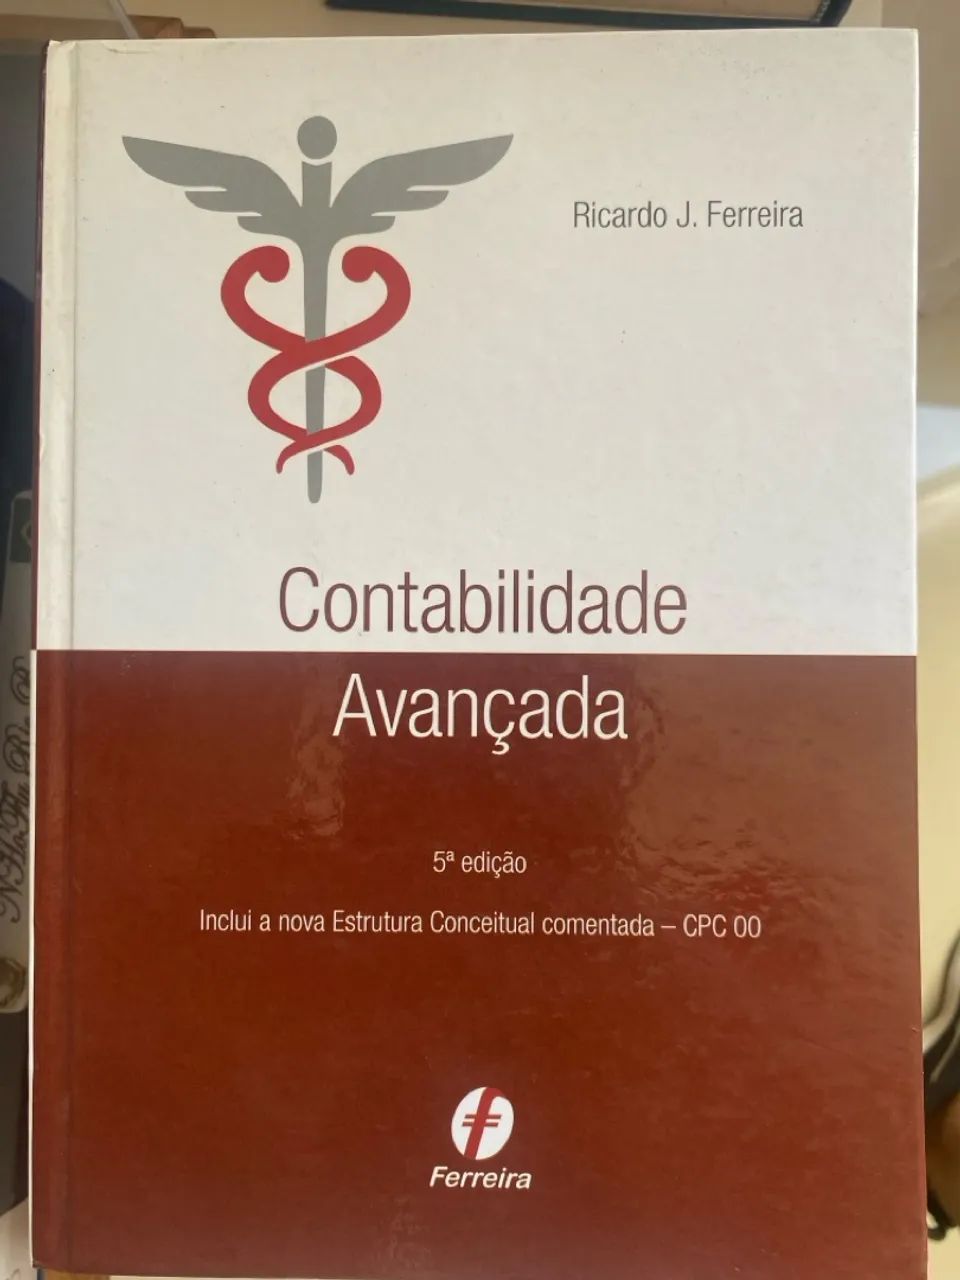 Ricardo J. Ferreira
Contabilidade
Avançada
5ª edição
Inclui a nova Estrutura Conceitual comentada – CPC 00
Ferreira